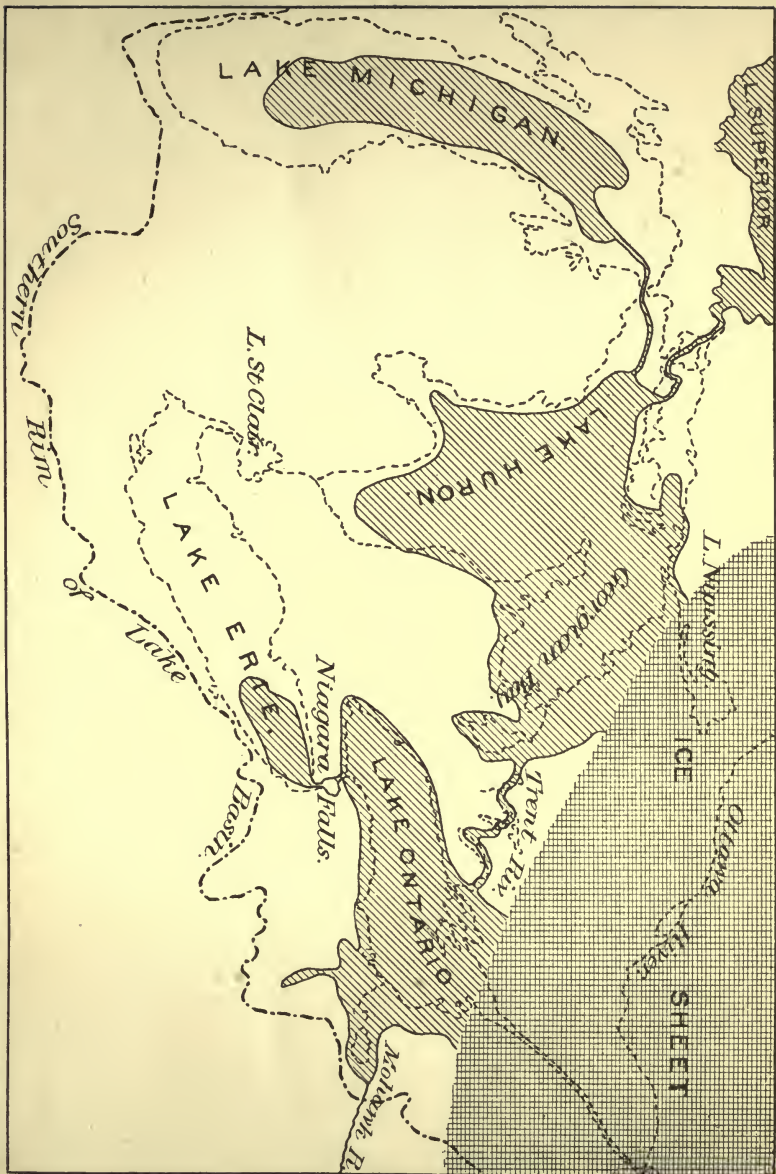 L. SUPERIOR
LAKE MICHIGAN.
L. Nipissing.
ICE
SHEET
Ottawa
River
LAKE HURON.
Georgian Bay
Trent Riv.
L. St Clair.
LAKE ERIE.
Niagara
Falls.
LAKE ONTARIO
Mohawk R.
Southern
Rim
of
Lake
Basin.